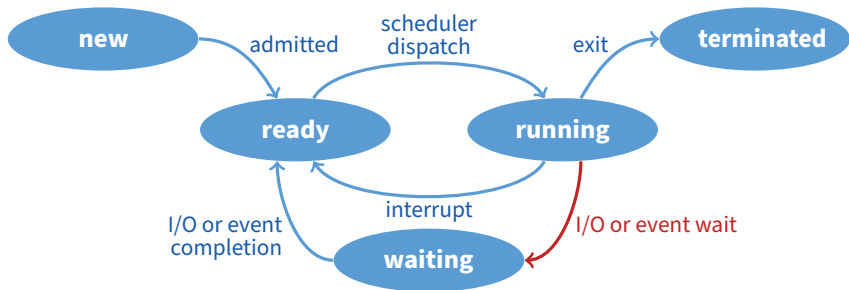 new
admitted
scheduler
dispatch
exit
terminated
ready
running
interrupt
I/O or event
completion
I/O or event wait
waiting